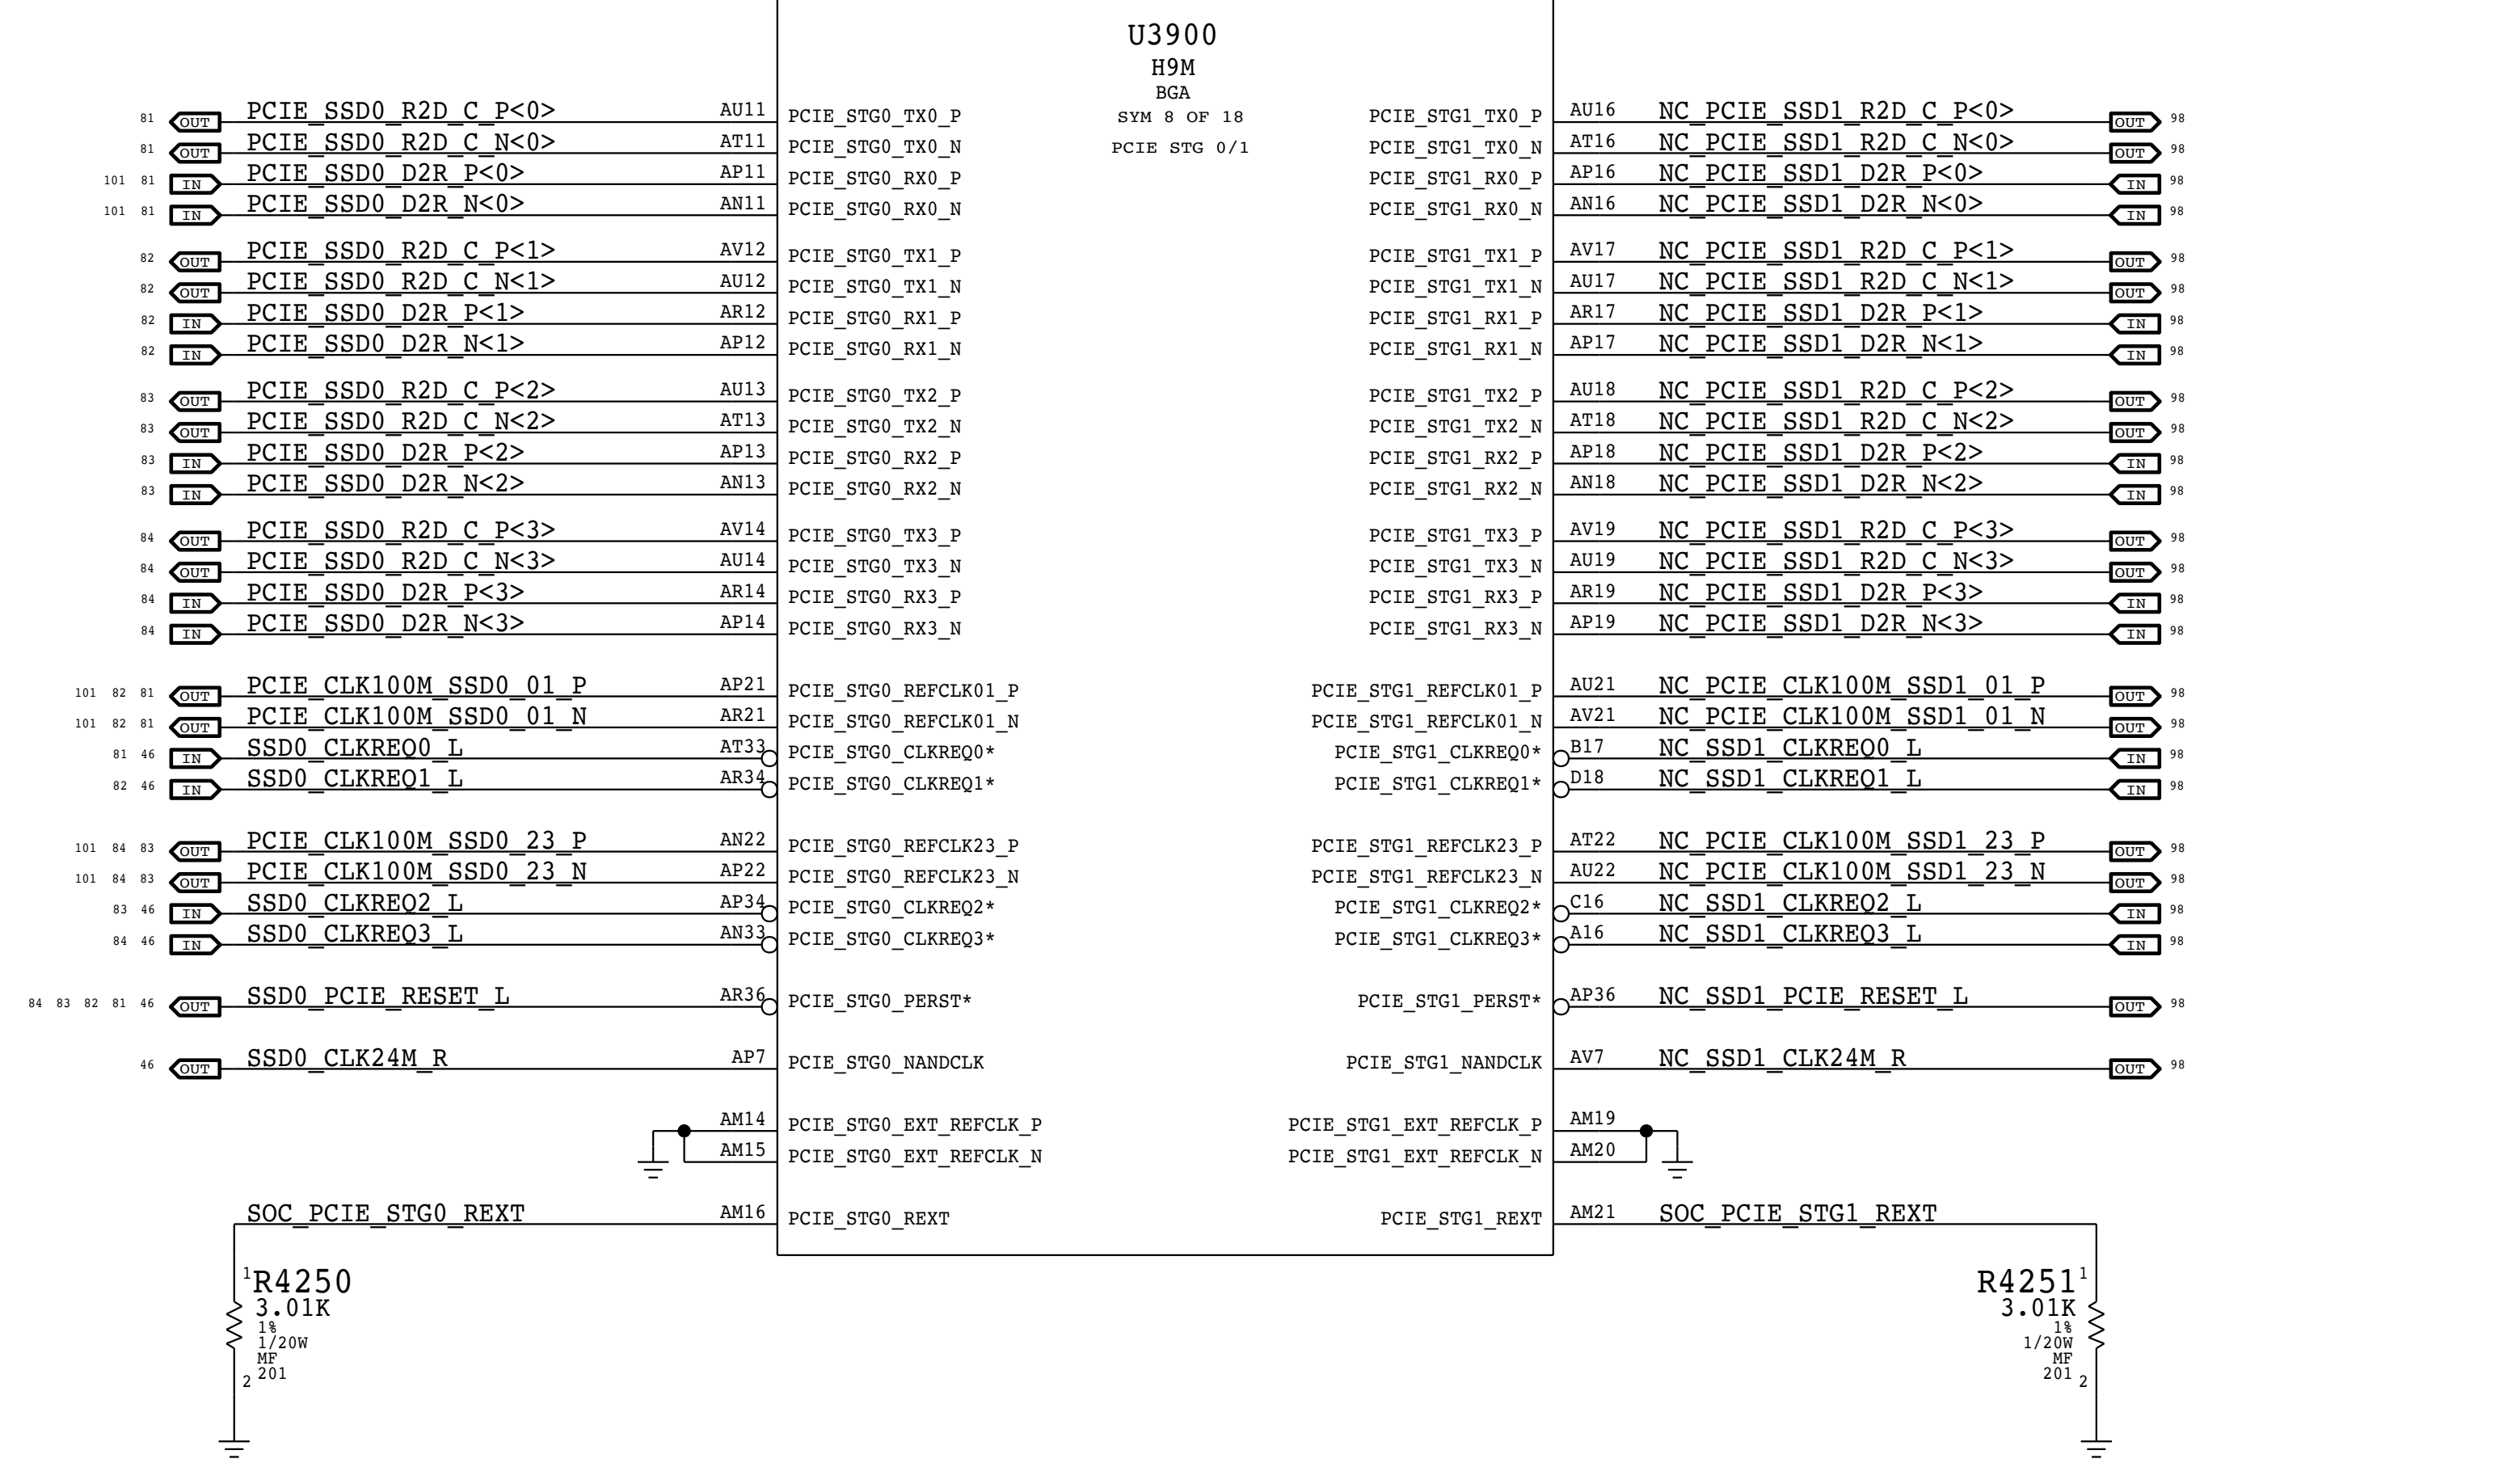 U3900
H9M
BGA
SYM 8 OF 18
PCIE STG 0/1
81 OUT PCIE_SSD0_R2D_C_P<0> AU11 PCIE_STG0_TX0_P PCIE_STG1_TX0_P AU16 NC_PCIE_SSD1_R2D_C_P<0> OUT 98
81 OUT PCIE_SSD0_R2D_C_N<0> AT11 PCIE_STG0_TX0_N PCIE_STG1_TX0_N AT16 NC_PCIE_SSD1_R2D_C_N<0> OUT 98
101 81 IN PCIE_SSD0_D2R_P<0> AP11 PCIE_STG0_RX0_P PCIE_STG1_RX0_P AP16 NC_PCIE_SSD1_D2R_P<0> IN 98
101 81 IN PCIE_SSD0_D2R_N<0> AN11 PCIE_STG0_RX0_N PCIE_STG1_RX0_N AN16 NC_PCIE_SSD1_D2R_N<0> IN 98
82 OUT PCIE_SSD0_R2D_C_P<1> AV12 PCIE_STG0_TX1_P PCIE_STG1_TX1_P AV17 NC_PCIE_SSD1_R2D_C_P<1> OUT 98
82 OUT PCIE_SSD0_R2D_C_N<1> AU12 PCIE_STG0_TX1_N PCIE_STG1_TX1_N AU17 NC_PCIE_SSD1_R2D_C_N<1> OUT 98
82 IN PCIE_SSD0_D2R_P<1> AR12 PCIE_STG0_RX1_P PCIE_STG1_RX1_P AR17 NC_PCIE_SSD1_D2R_P<1> IN 98
82 IN PCIE_SSD0_D2R_N<1> AP12 PCIE_STG0_RX1_N PCIE_STG1_RX1_N AP17 NC_PCIE_SSD1_D2R_N<1> IN 98
83 OUT PCIE_SSD0_R2D_C_P<2> AU13 PCIE_STG0_TX2_P PCIE_STG1_TX2_P AU18 NC_PCIE_SSD1_R2D_C_P<2> OUT 98
83 OUT PCIE_SSD0_R2D_C_N<2> AT13 PCIE_STG0_TX2_N PCIE_STG1_TX2_N AT18 NC_PCIE_SSD1_R2D_C_N<2> OUT 98
83 IN PCIE_SSD0_D2R_P<2> AP13 PCIE_STG0_RX2_P PCIE_STG1_RX2_P AP18 NC_PCIE_SSD1_D2R_P<2> IN 98
83 IN PCIE_SSD0_D2R_N<2> AN13 PCIE_STG0_RX2_N PCIE_STG1_RX2_N AN18 NC_PCIE_SSD1_D2R_N<2> IN 98
84 OUT PCIE_SSD0_R2D_C_P<3> AV14 PCIE_STG0_TX3_P PCIE_STG1_TX3_P AV19 NC_PCIE_SSD1_R2D_C_P<3> OUT 98
84 OUT PCIE_SSD0_R2D_C_N<3> AU14 PCIE_STG0_TX3_N PCIE_STG1_TX3_N AU19 NC_PCIE_SSD1_R2D_C_N<3> OUT 98
84 IN PCIE_SSD0_D2R_P<3> AR14 PCIE_STG0_RX3_P PCIE_STG1_RX3_P AR19 NC_PCIE_SSD1_D2R_P<3> IN 98
84 IN PCIE_SSD0_D2R_N<3> AP14 PCIE_STG0_RX3_N PCIE_STG1_RX3_N AP19 NC_PCIE_SSD1_D2R_N<3> IN 98
101 82 81 OUT PCIE_CLK100M_SSD0_01_P AP21 PCIE_STG0_REFCLK01_P PCIE_STG1_REFCLK01_P AU21 NC_PCIE_CLK100M_SSD1_01_P OUT 98
101 82 81 OUT PCIE_CLK100M_SSD0_01_N AR21 PCIE_STG0_REFCLK01_N PCIE_STG1_REFCLK01_N AV21 NC_PCIE_CLK100M_SSD1_01_N OUT 98
81 46 IN SSD0_CLKREQ0_L AT33 PCIE_STG0_CLKREQ0* PCIE_STG1_CLKREQ0* B17 NC_SSD1_CLKREQ0_L IN 98
82 46 IN SSD0_CLKREQ1_L AR34 PCIE_STG0_CLKREQ1* PCIE_STG1_CLKREQ1* D18 NC_SSD1_CLKREQ1_L IN 98
101 84 83 OUT PCIE_CLK100M_SSD0_23_P AN22 PCIE_STG0_REFCLK23_P PCIE_STG1_REFCLK23_P AT22 NC_PCIE_CLK100M_SSD1_23_P OUT 98
101 84 83 OUT PCIE_CLK100M_SSD0_23_N AP22 PCIE_STG0_REFCLK23_N PCIE_STG1_REFCLK23_N AU22 NC_PCIE_CLK100M_SSD1_23_N OUT 98
83 46 IN SSD0_CLKREQ2_L AP34 PCIE_STG0_CLKREQ2* PCIE_STG1_CLKREQ2* C16 NC_SSD1_CLKREQ2_L IN 98
84 46 IN SSD0_CLKREQ3_L AN33 PCIE_STG0_CLKREQ3* PCIE_STG1_CLKREQ3* A16 NC_SSD1_CLKREQ3_L IN 98
84 83 82 81 46 OUT SSD0_PCIE_RESET_L AR36 PCIE_STG0_PERST* PCIE_STG1_PERST* AP36 NC_SSD1_PCIE_RESET_L OUT 98
46 OUT SSD0_CLK24M_R AP7 PCIE_STG0_NANDCLK PCIE_STG1_NANDCLK AV7 NC_SSD1_CLK24M_R OUT 98
AM14 PCIE_STG0_EXT_REFCLK_P PCIE_STG1_EXT_REFCLK_P AM19
AM15 PCIE_STG0_EXT_REFCLK_N PCIE_STG1_EXT_REFCLK_N AM20
SOC_PCIE_STG0_REXT AM16 PCIE_STG0_REXT PCIE_STG1_REXT AM21 SOC_PCIE_STG1_REXT
1 R4250
3.01K
1%
1/20W
MF
201
2
R4251 1
3.01K
1%
1/20W
MF
201
2